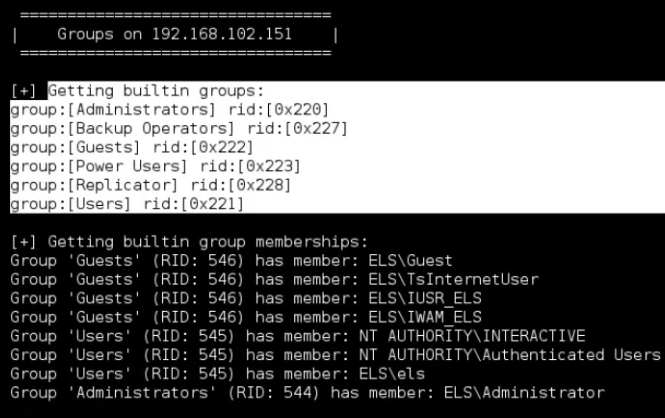 =================================
|    Groups on 192.168.102.151    |
=================================
[+] Getting builtin groups:
group:[Administrators] rid:[0x220]
group:[Backup Operators] rid:[0x227]
group:[Guests] rid:[0x222]
group:[Power Users] rid:[0x223]
group:[Replicator] rid:[0x228]
group:[Users] rid:[0x221]
[+] Getting builtin group memberships:
Group 'Guests' (RID: 546) has member: ELS\Guest
Group 'Guests' (RID: 546) has member: ELS\TsInternetUser
Group 'Guests' (RID: 546) has member: ELS\IUSR_ELS
Group 'Guests' (RID: 546) has member: ELS\IWAM_ELS
Group 'Users' (RID: 545) has member: NT AUTHORITY\INTERACTIVE
Group 'Users' (RID: 545) has member: NT AUTHORITY\Authenticated Users
Group 'Users' (RID: 545) has member: ELS\els
Group 'Administrators' (RID: 544) has member: ELS\Administrator